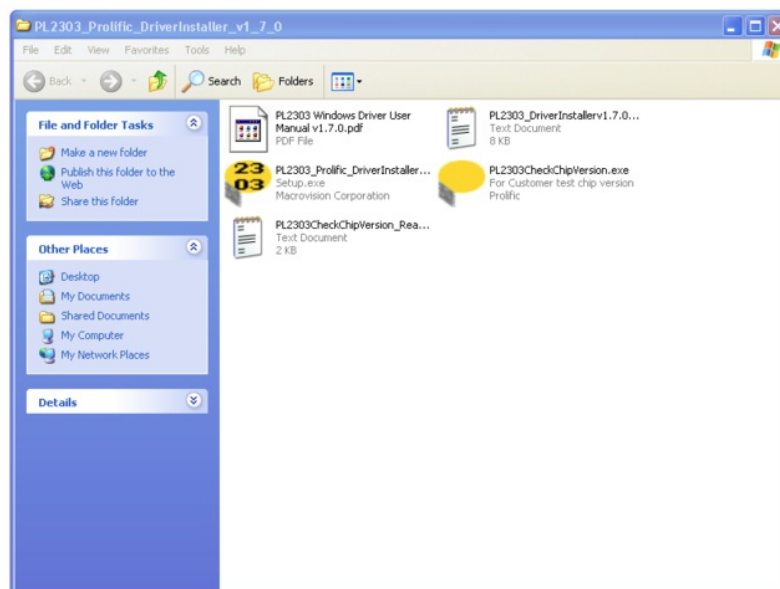 PL2303_Prolific_DriverInstaller_v1_7_0
File Edit View Favorites Tools Help
Back Search Folders
File and Folder Tasks
Make a new folder
Publish this folder to the
Web
Share this folder
Other Places
Desktop
My Documents
Shared Documents
My Computer
My Network Places
Details
PL2303 Windows Driver User
Manual v1.7.0.pdf
PDF File
PL2303_DriverInstallerv1.7.0...
Text Document
8 KB
23
03
PL2303_Prolific_DriverInstaller...
Setup.exe
Macrovision Corporation
PL2303CheckChipVersion.exe
For Customer test chip version
Prolific
PL2303CheckChipVersion_Rea...
Text Document
2 KB